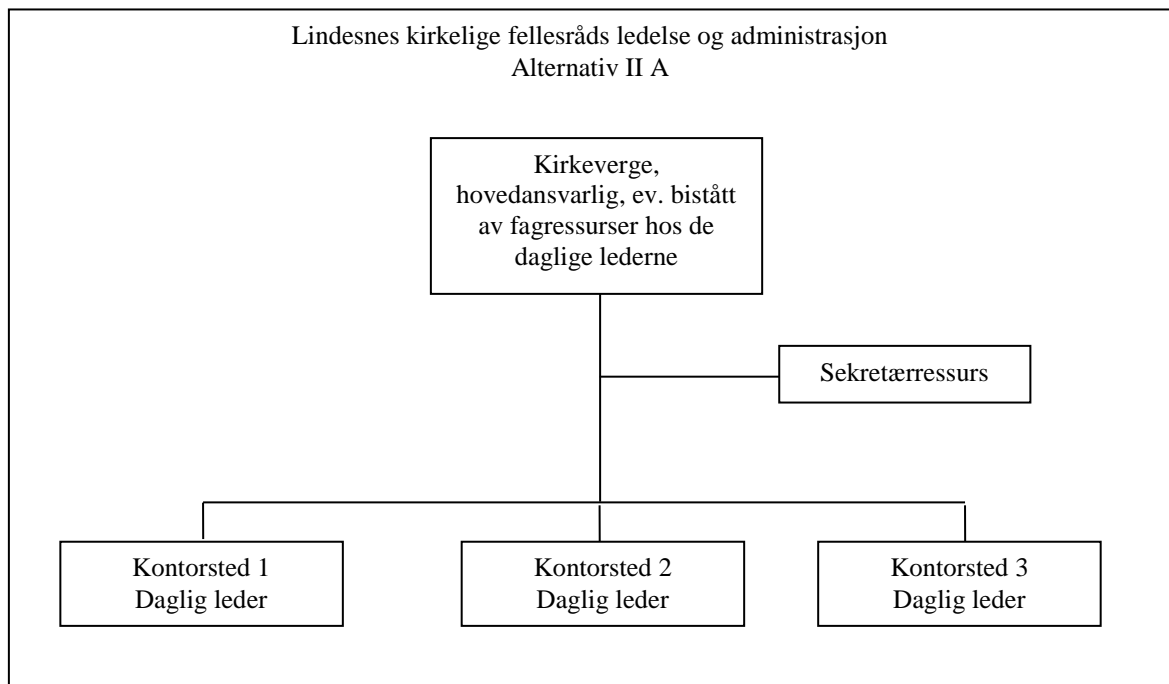 Lindesnes kirkelige fellesråds ledelse og administrasjon
Alternativ II A
Kirkeverge,
hovedansvarlig, ev. bistått
av fagressurser hos de
daglige lederne
Sekretærressurs
Kontorsted 1
Daglig leder
Kontorsted 2
Daglig leder
Kontorsted 3
Daglig leder